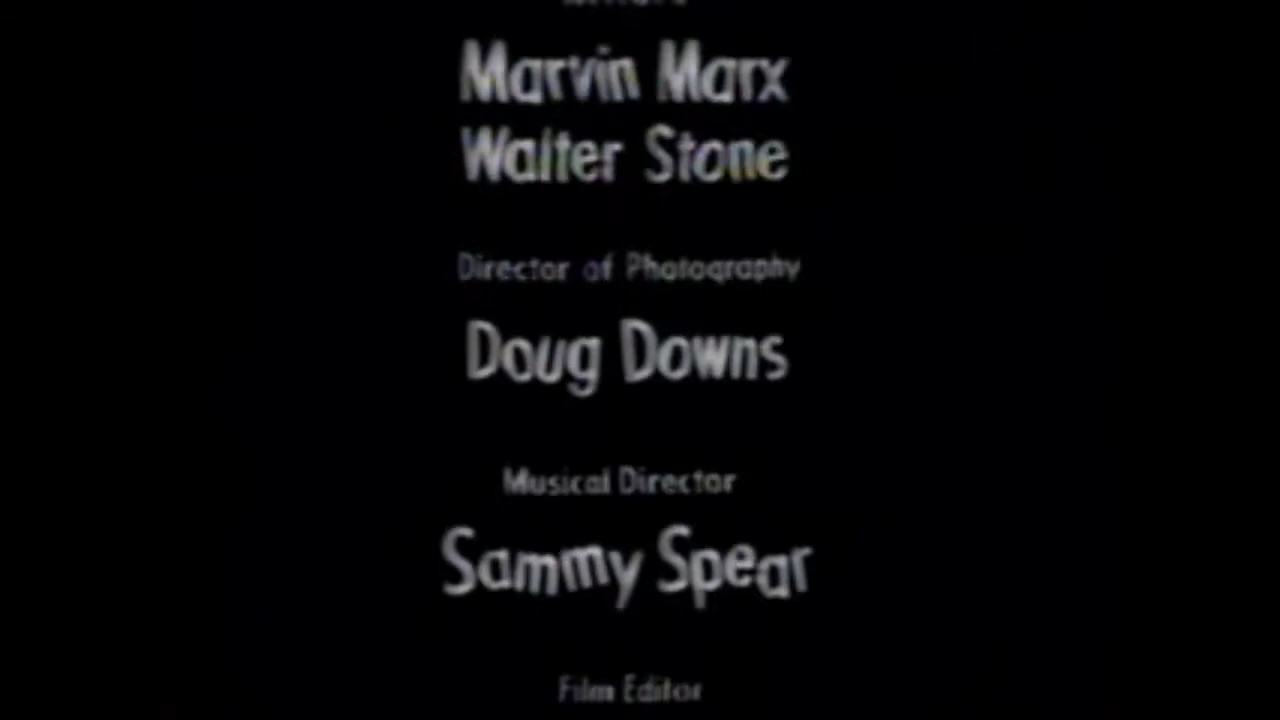 Marvin Marx
Walter Stone
Director of Photography
Doug Downs
Musical Director
Sammy Spear
Film Editor